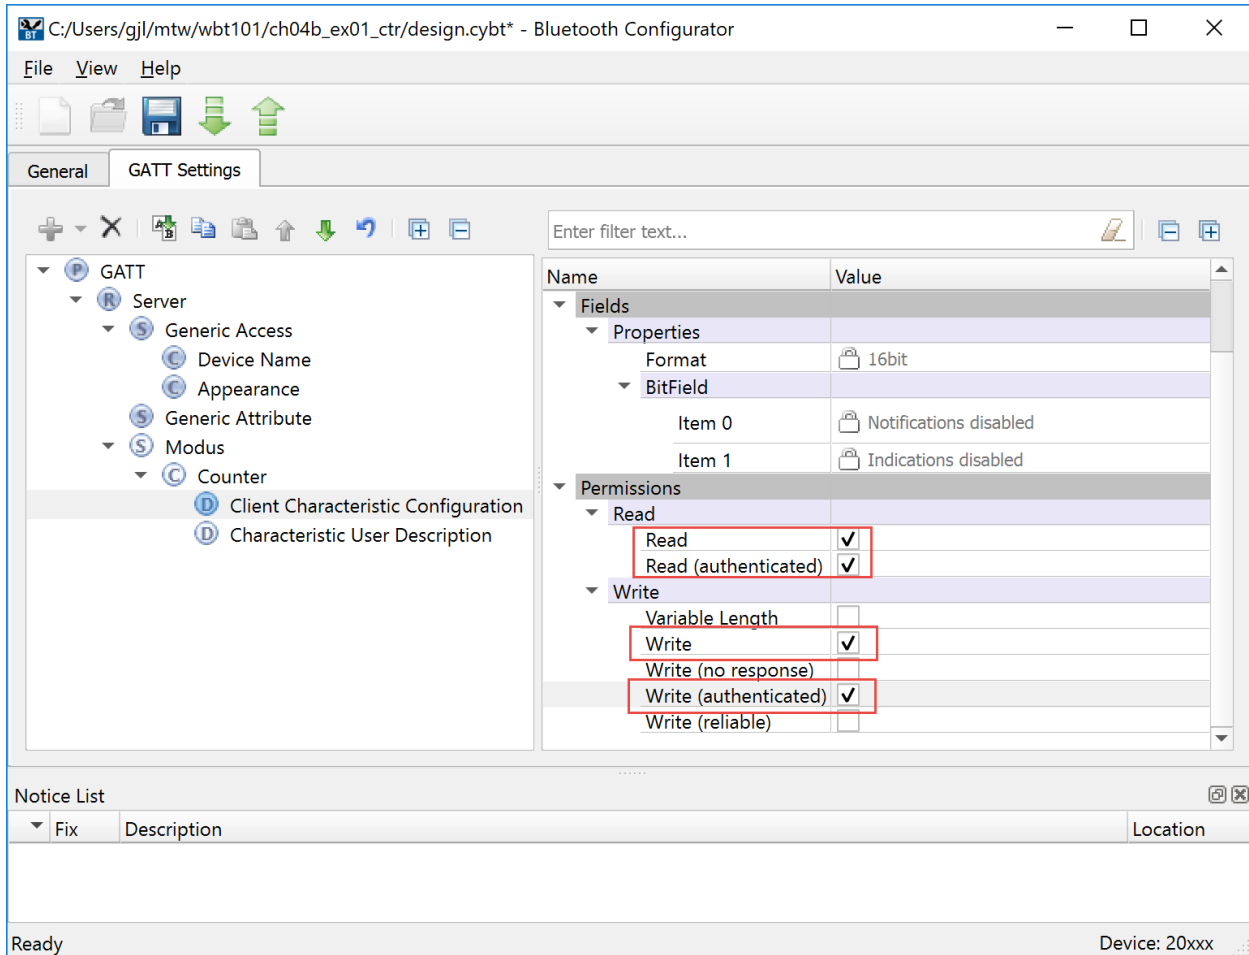 C:/Users/gjl/mtw/wbt101/ch04b_ex01_ctr/design.cybt* - Bluetooth Configurator
File View Help
General GATT Settings
Enter filter text...
P GATT
R Server
S Generic Access
C Device Name
C Appearance
S Generic Attribute
S Modus
C Counter
D Client Characteristic Configuration
D Characteristic User Description
Name Value
Fields
Properties
Format 16bit
BitField
Item 0 Notifications disabled
Item 1 Indications disabled
Permissions
Read
Read
Read (authenticated)
Write
Variable Length
Write
Write (no response)
Write (authenticated)
Write (reliable)
Notice List
Fix Description Location
Ready Device: 20xxx